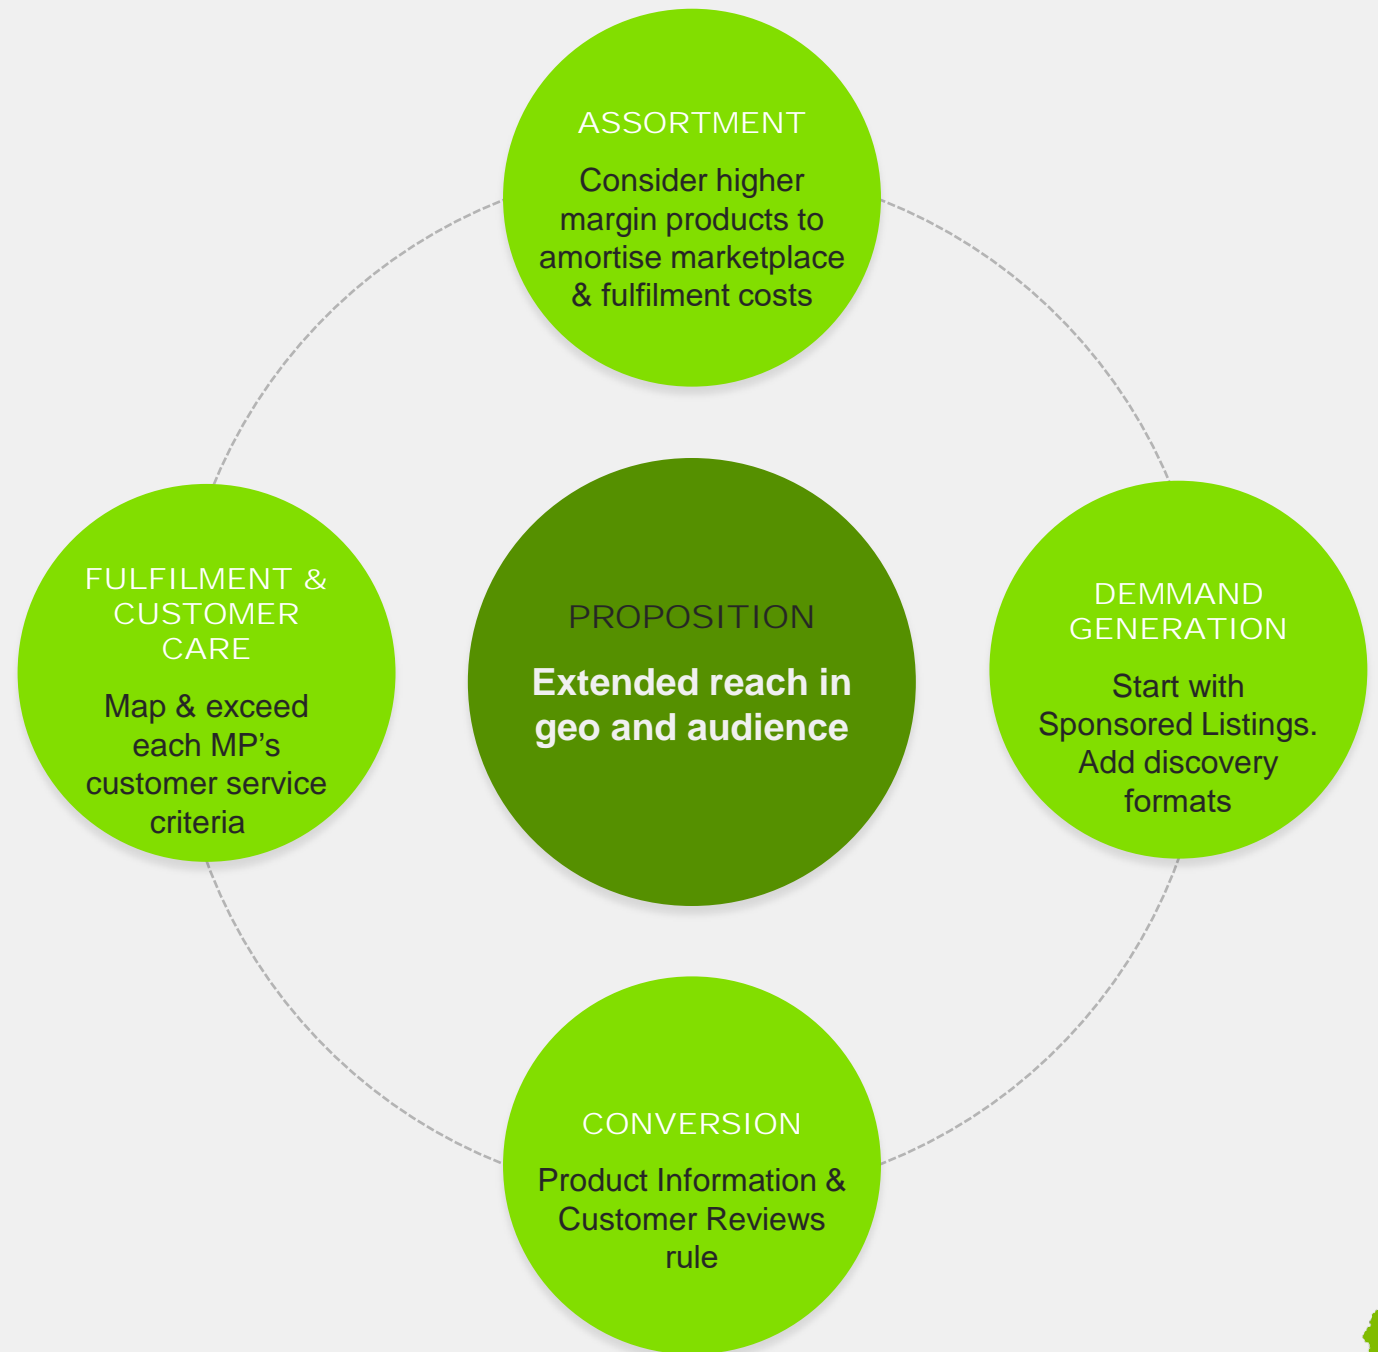 ASSORTMENT
Consider higher
margin products to
amortise marketplace
& fulfilment costs
FULFILMENT &
CUSTOMER
CARE
Map & exceed
each MP's
customer service
criteria
PROPOSITION
Extended reach in
geo and audience
DEMMAND
GENERATION
Start with
Sponsored Listings.
Add discovery
formats
CONVERSION
Product Information &
Customer Reviews
rule